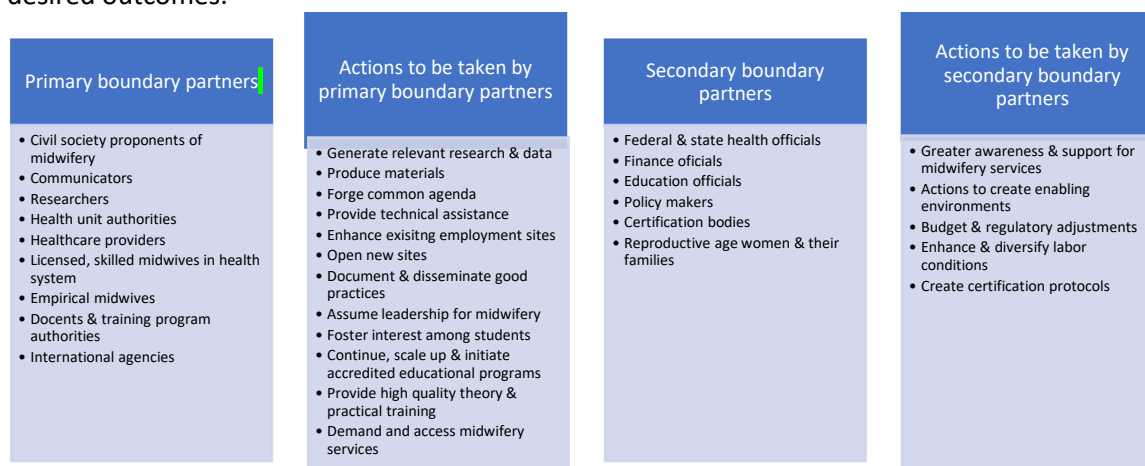 desired outcomes.
Primary boundary partners
• Civil society proponents of
midwifery
• Communicators
• Researchers
• Health unit authorities
• Healthcare providers
• Licensed, skilled midwives in health
system
• Empirical midwives
• Docents & training program
authorities
• International agencies
Actions to be taken by
primary boundary partners
• Generate relevant research & data
• Produce materials
• Forge common agenda
• Provide technical assistance
• Enhance exisitng employment sites
• Open new sites
• Document & disseminate good
practices
• Assume leadership for midwifery
• Foster interest among students
• Continue, scale up & initiate
accredited educational programs
• Provide high quality theory &
practical training
• Demand and access midwifery
services
Secondary boundary
partners
• Federal & state health officials
• Finance oficials
• Education officials
• Policy makers
• Certification bodies
• Reproductive age women & their
families
Actions to be taken by
secondary boundary
partners
• Greater awareness & support for
midwifery services
• Actions to create enabling
environments
• Budget & regulatory adjustments
• Enhance & diversify labor
conditions
• Create certification protocols